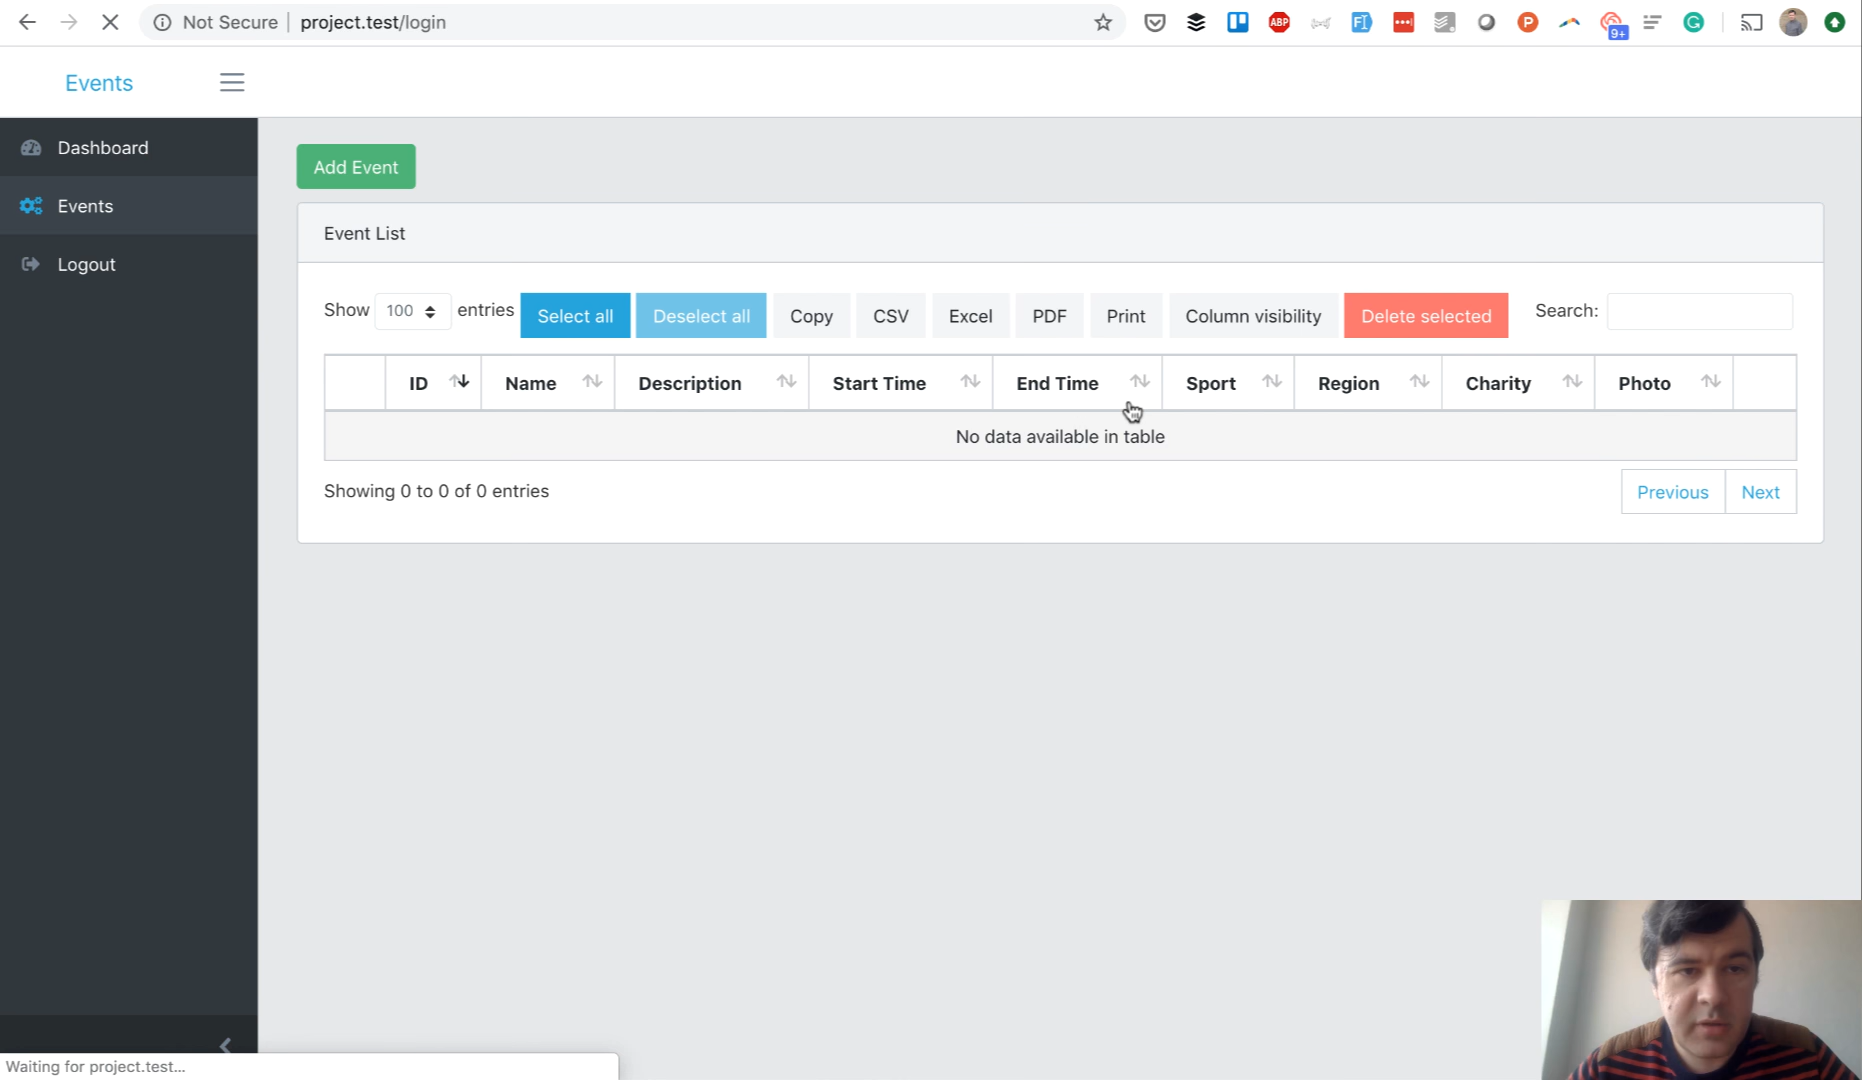 Not Secure | project.test/login
ABP
9+
Events
Dashboard
Events
Logout
Add Event
Event List
Show 100 entries Select all Deselect all Copy CSV Excel PDF Print Column visibility Delete selected Search:
ID Name Description Start Time End Time Sport Region Charity Photo
No data available in table
Showing 0 to 0 of 0 entries
Previous Next
Waiting for project.test...